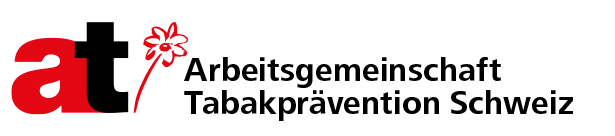 at Arbeitsgemeinschaft
Tabakprävention Schweiz